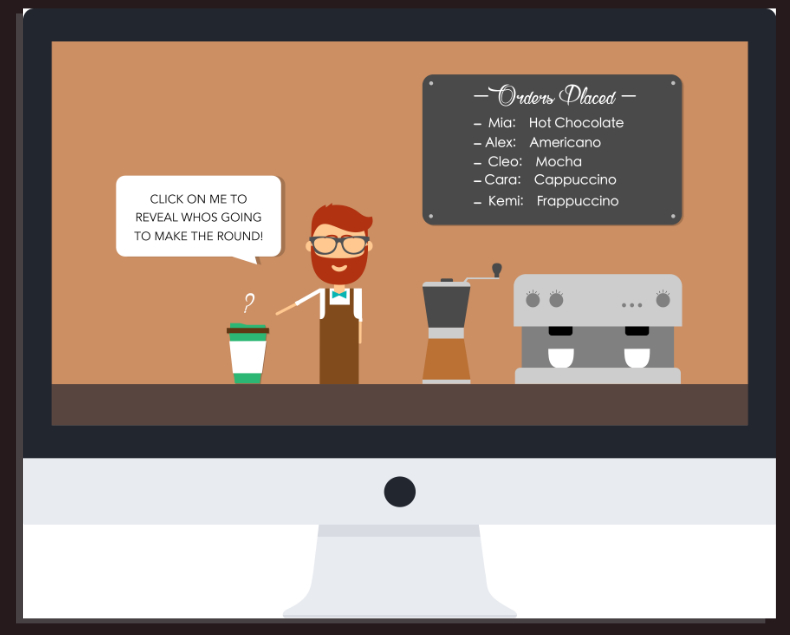 Orders Placed
– Mia: Hot Chocolate
– Alex: Americano
– Cleo: Mocha
– Cara: Cappuccino
– Kemi: Frappuccino
CLICK ON ME TO
REVEAL WHOS GOING
TO MAKE THE ROUND!
?